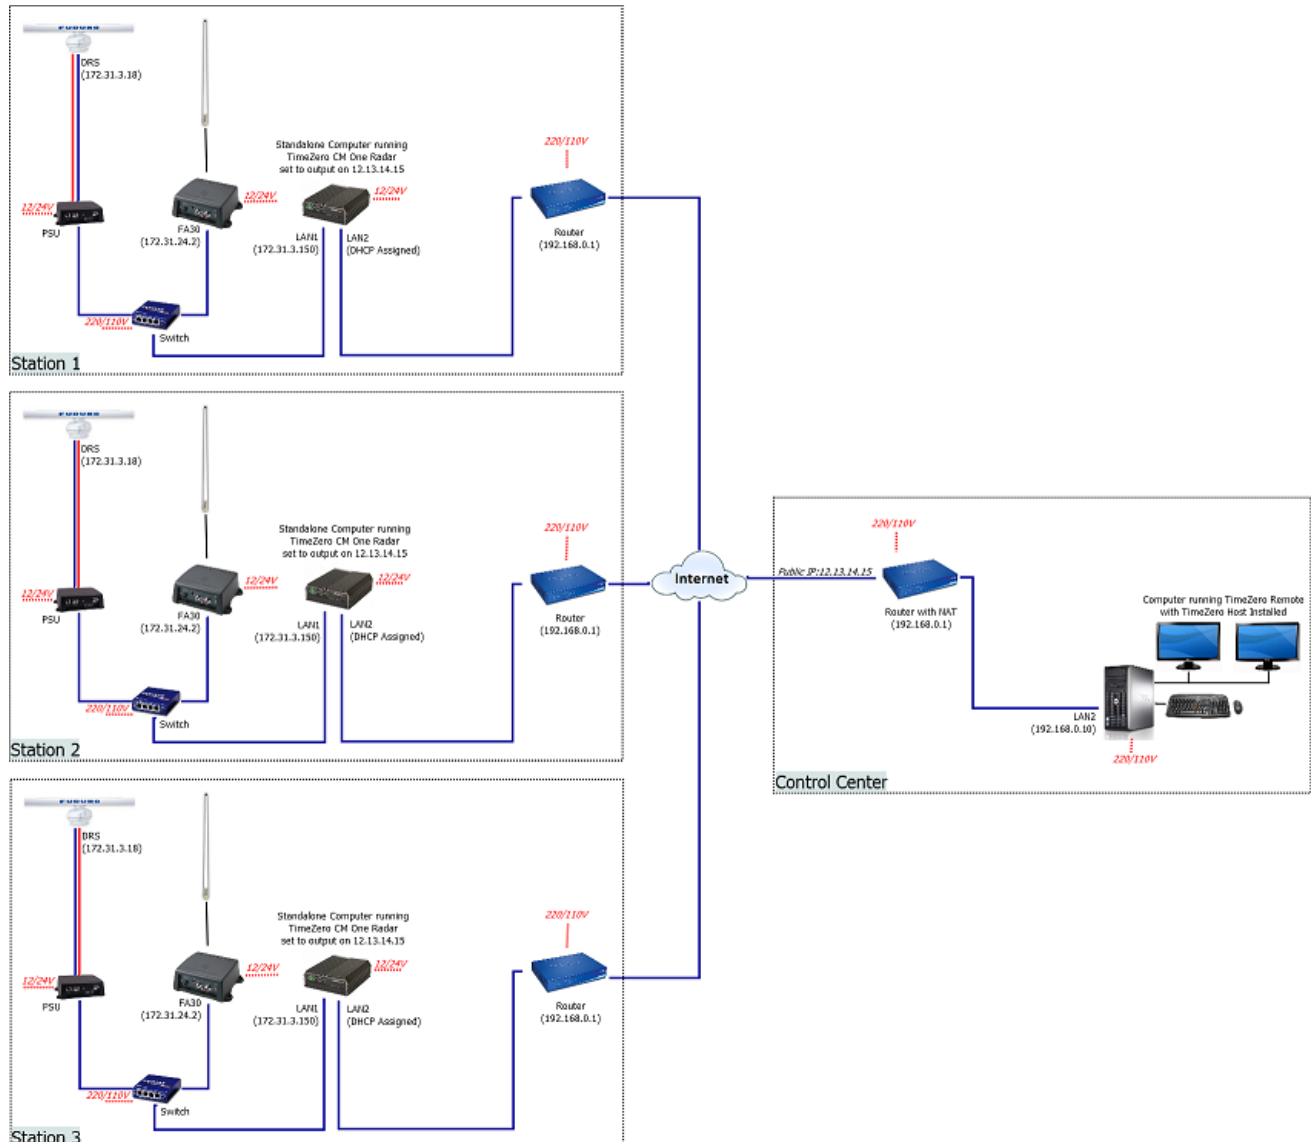 FURUNO
DRS
(172.31.3.18)
Standalone Computer running
TimeZero CM One Radar
set to output on 12.13.14.15
220/110V
12/24V
12/24V
12/24V
PSU
FA30
(172.31.24.2)
LAN1
(172.31.3.150)
LAN2
(DHCP Assigned)
Router
(192.168.0.1)
220/110V
Switch
Station 1
FURUNO
DRS
(172.31.3.18)
Standalone Computer running
TimeZero CM One Radar
set to output on 12.13.14.15
220/110V
12/24V
12/24V
12/24V
PSU
FA30
(172.31.24.2)
LAN1
(172.31.3.150)
LAN2
(DHCP Assigned)
Router
(192.168.0.1)
220/110V
Switch
Station 2
Internet
Public IP:12.13.14.15
220/110V
Router with NAT
(192.168.0.1)
Computer running TimeZero Remote
with TimeZero Host Installed
LAN2
(192.168.0.10)
220/110V
Control Center
FURUNO
DRS
(172.31.3.18)
Standalone Computer running
TimeZero CM One Radar
set to output on 12.13.14.15
220/110V
12/24V
12/24V
12/24V
PSU
FA30
(172.31.24.2)
LAN1
(172.31.3.150)
LAN2
(DHCP Assigned)
Router
(192.168.0.1)
220/110V
Switch
Station 3